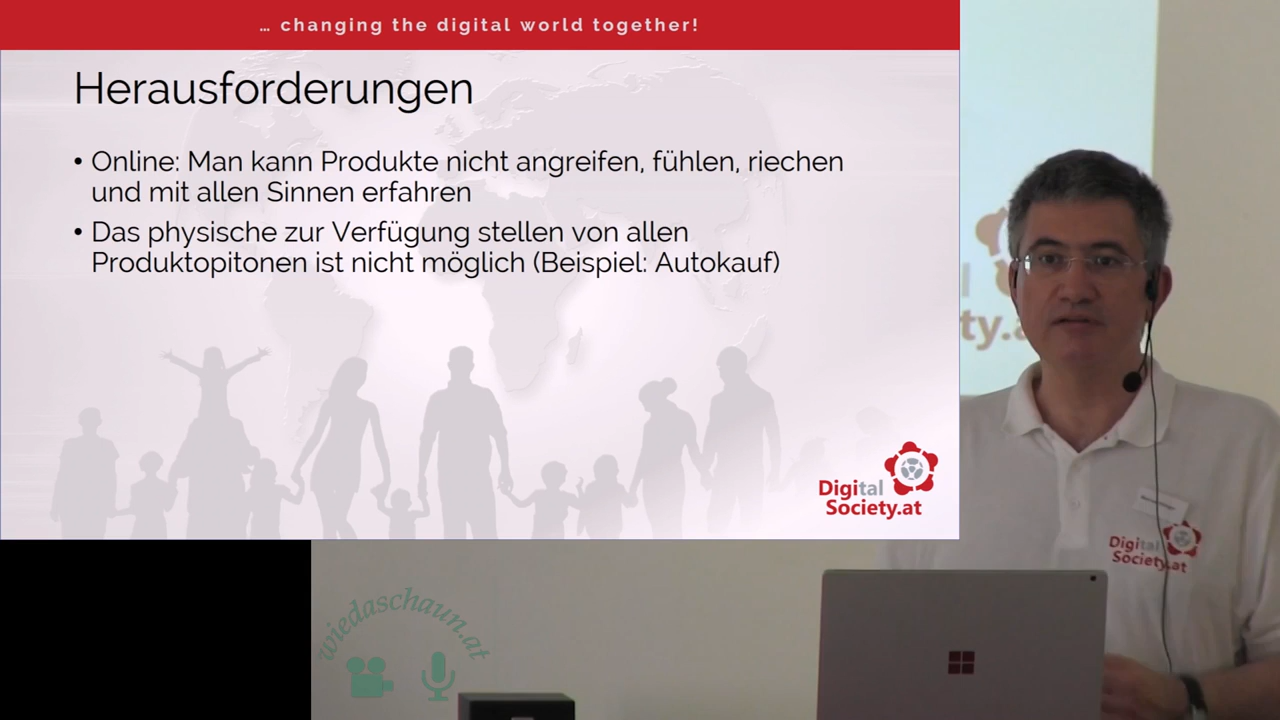 … changing the digital world together!
Herausforderungen
• Online: Man kann Produkte nicht angreifen, fühlen, riechen
und mit allen Sinnen erfahren
• Das physische zur Verfügung stellen von allen
Produktopitonen ist nicht möglich (Beispiel: Autokauf)
Digital
Society.at
ty.a
Digital
Society.at
wiedaschaun.at